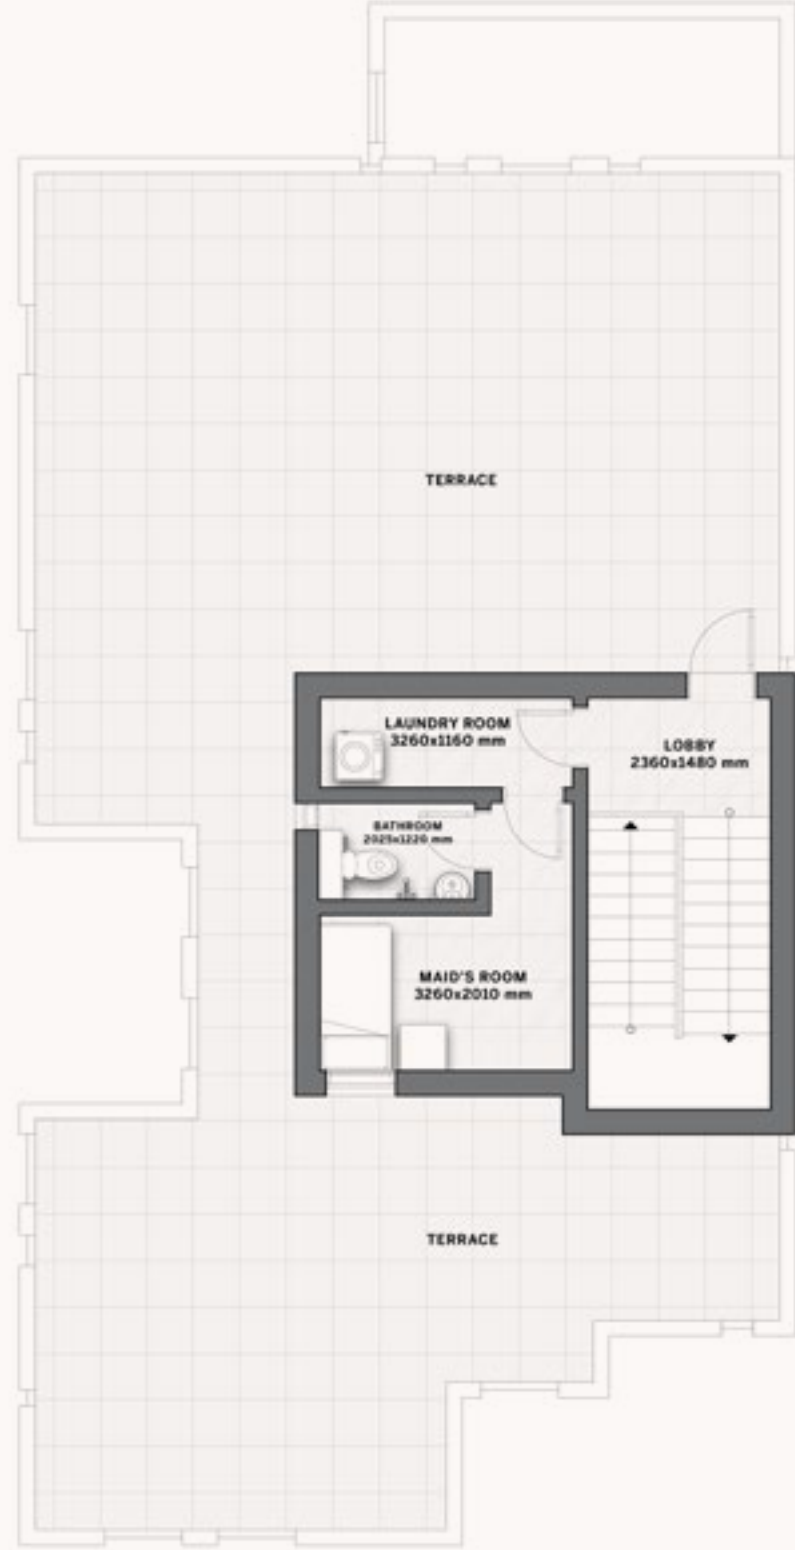 TERRACE
LAUNDRY ROOM
3260x1160 mm
LOBBY
2360x1480 mm
BATHROOM
2025x1220 mm
MAID'S ROOM
3260x2010 mm
TERRACE